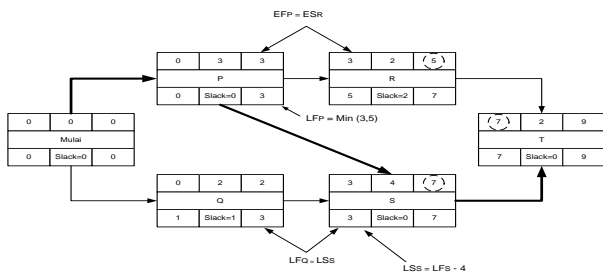 EFP = ESR
0 3 3
P
0 Slack=0 3
3 2 5
R
5 Slack=2 7
LFP = Min (3,5)
0 0 0
Mulai
0 Slack=0 0
7 2 9
T
7 Slack=0 9
0 2 2
Q
1 Slack=1 3
3 4 7
S
3 Slack=0 7
LFQ = LSS
LSS = LFS - 4